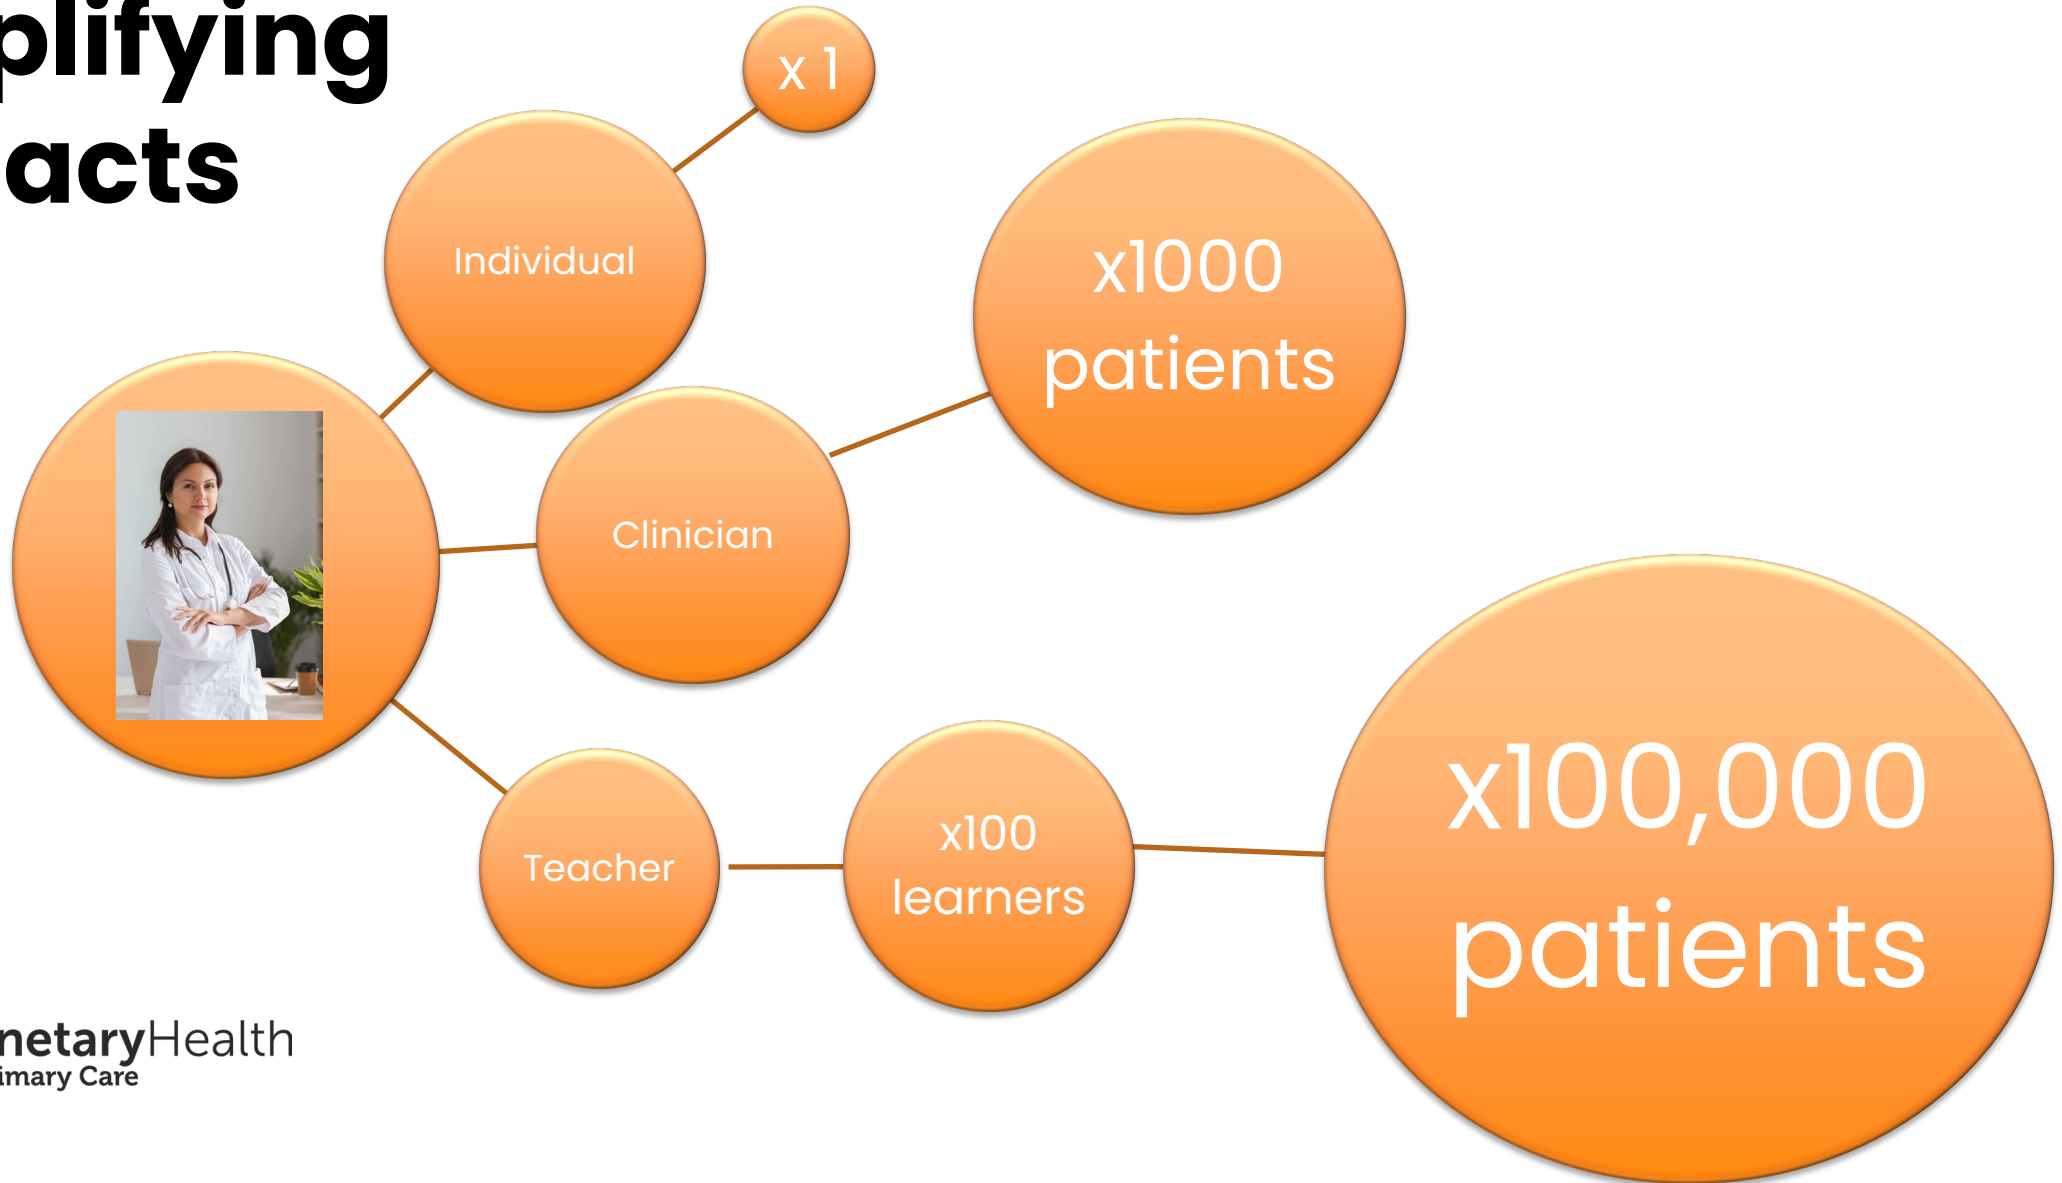 plifying
acts
x 1
Individual
x1000
patients
Clinician
x100,000
patients
x100
learners
Teacher
netaryHealth
imary Care